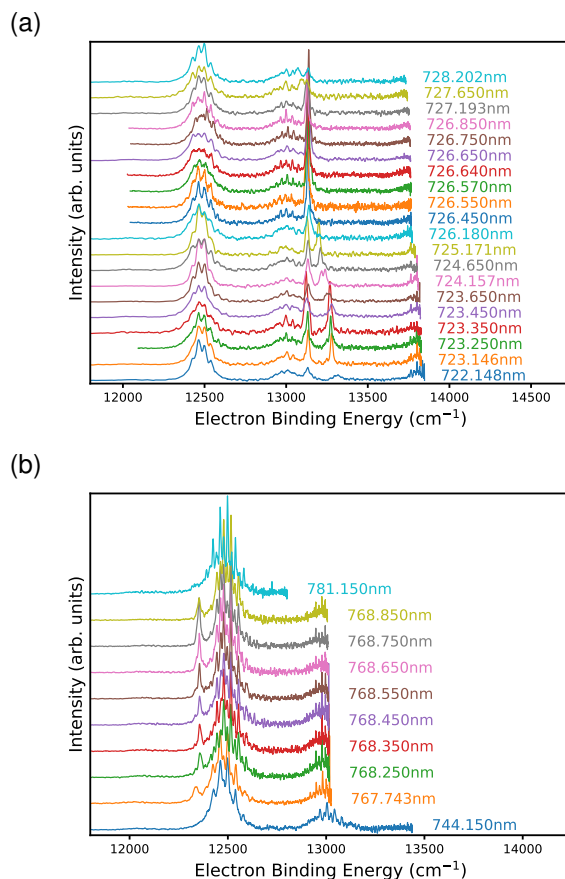 (a)
Intensity (arb. units)
728.202nm
727.650nm
727.193nm
726.850nm
726.750nm
726.650nm
726.640nm
726.570nm
726.550nm
726.450nm
726.180nm
725.171nm
724.650nm
724.157nm
723.650nm
723.450nm
723.350nm
723.250nm
723.146nm
722.148nm
12000 12500 13000 13500 14000 14500
Electron Binding Energy (cm⁻¹)
(b)
Intensity (arb. units)
781.150nm
768.850nm
768.750nm
768.650nm
768.550nm
768.450nm
768.350nm
768.250nm
767.743nm
744.150nm
12000 12500 13000 13500 14000
Electron Binding Energy (cm⁻¹)